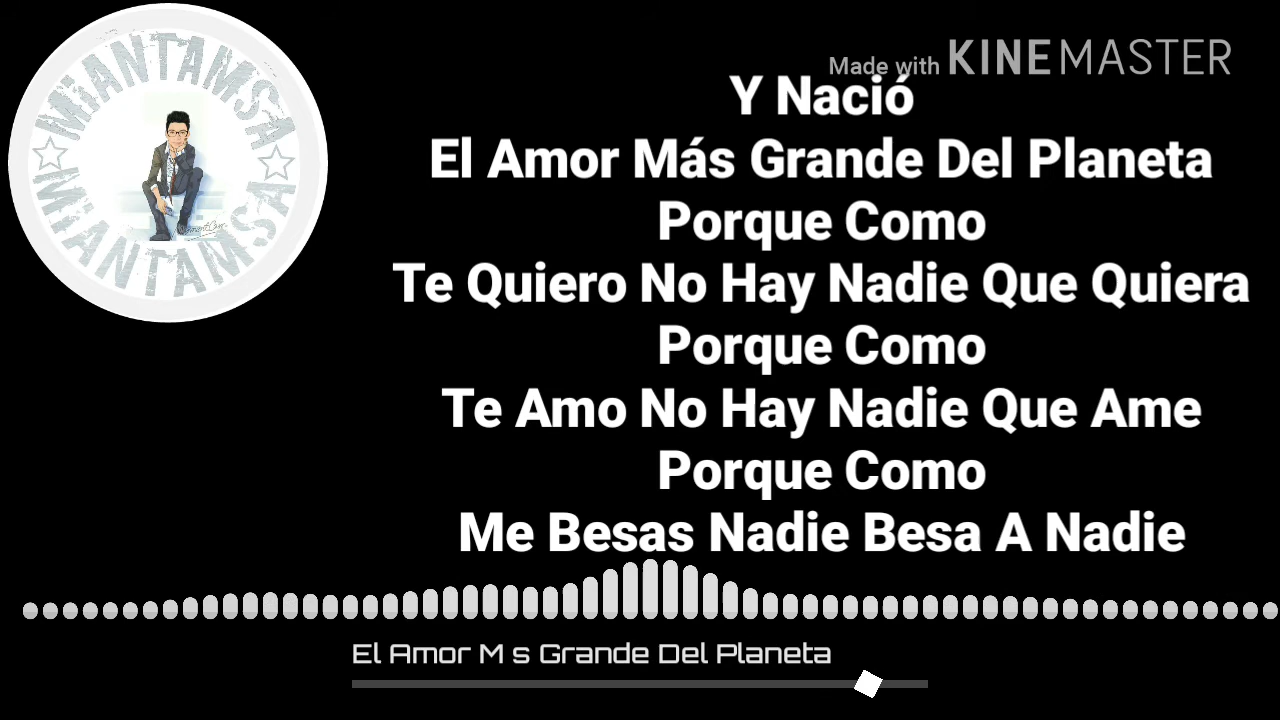 MiANTAMSA
MiANTAMSA
Made with KINEMASTER
Y Nació
El Amor Más Grande Del Planeta
Porque Como
Te Quiero No Hay Nadie Que Quiera
Porque Como
Te Amo No Hay Nadie Que Ame
Porque Como
Me Besas Nadie Besa A Nadie
El Amor M s Grande Del Planeta